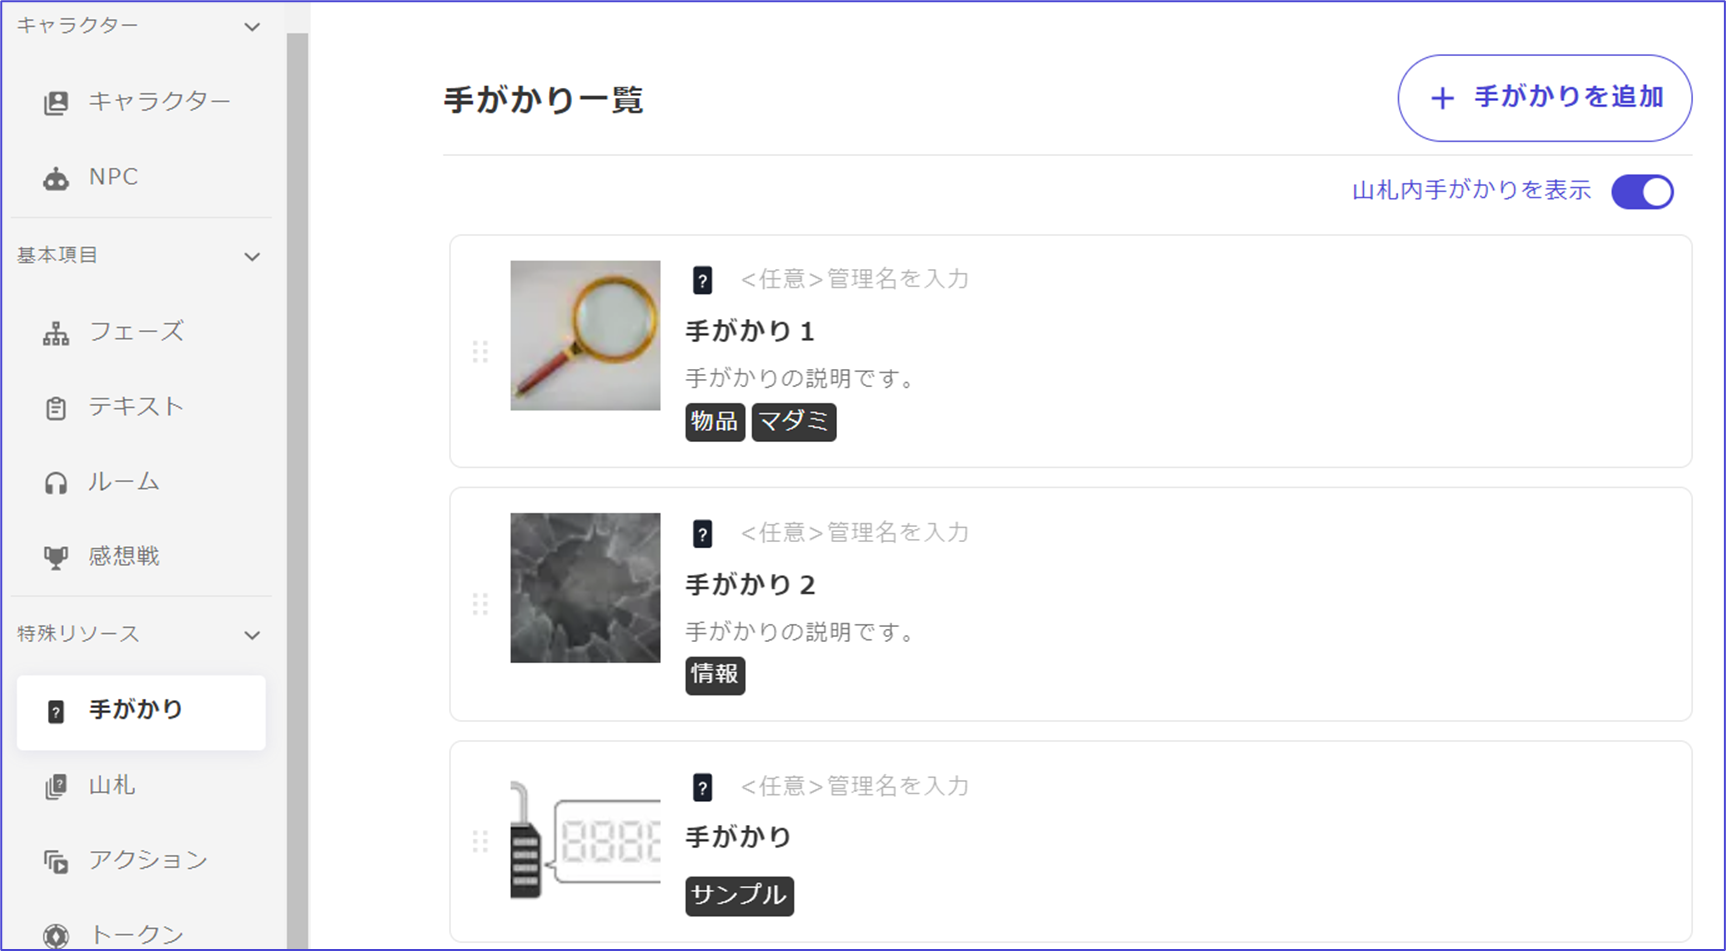 キャラクター
キャラクター
NPC
基本項目
フェーズ
テキスト
ルーム
感想戦
特殊リソース
手がかり
山札
アクション
トークン
手がかり一覧
＋ 手がかりを追加
山札内手がかりを表示
<任意>管理名を入力
手がかり１
手がかりの説明です。
物品 マダミ
<任意>管理名を入力
手がかり２
手がかりの説明です。
情報
<任意>管理名を入力
8888
手がかり
サンプル